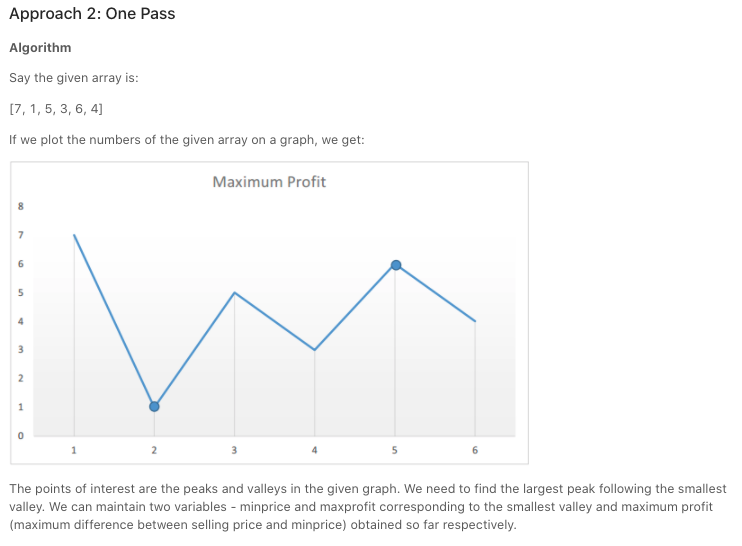 Approach 2: One Pass
Algorithm
Say the given array is:
[7, 1, 5, 3, 6, 4]
If we plot the numbers of the given array on a graph, we get:
Maximum Profit
8
7
6
5
4
3
2
1
0
1 2 3 4 5 6
The points of interest are the peaks and valleys in the given graph. We need to find the largest peak following the smallest
valley. We can maintain two variables - minprice and maxprofit corresponding to the smallest valley and maximum profit
(maximum difference between selling price and minprice) obtained so far respectively.